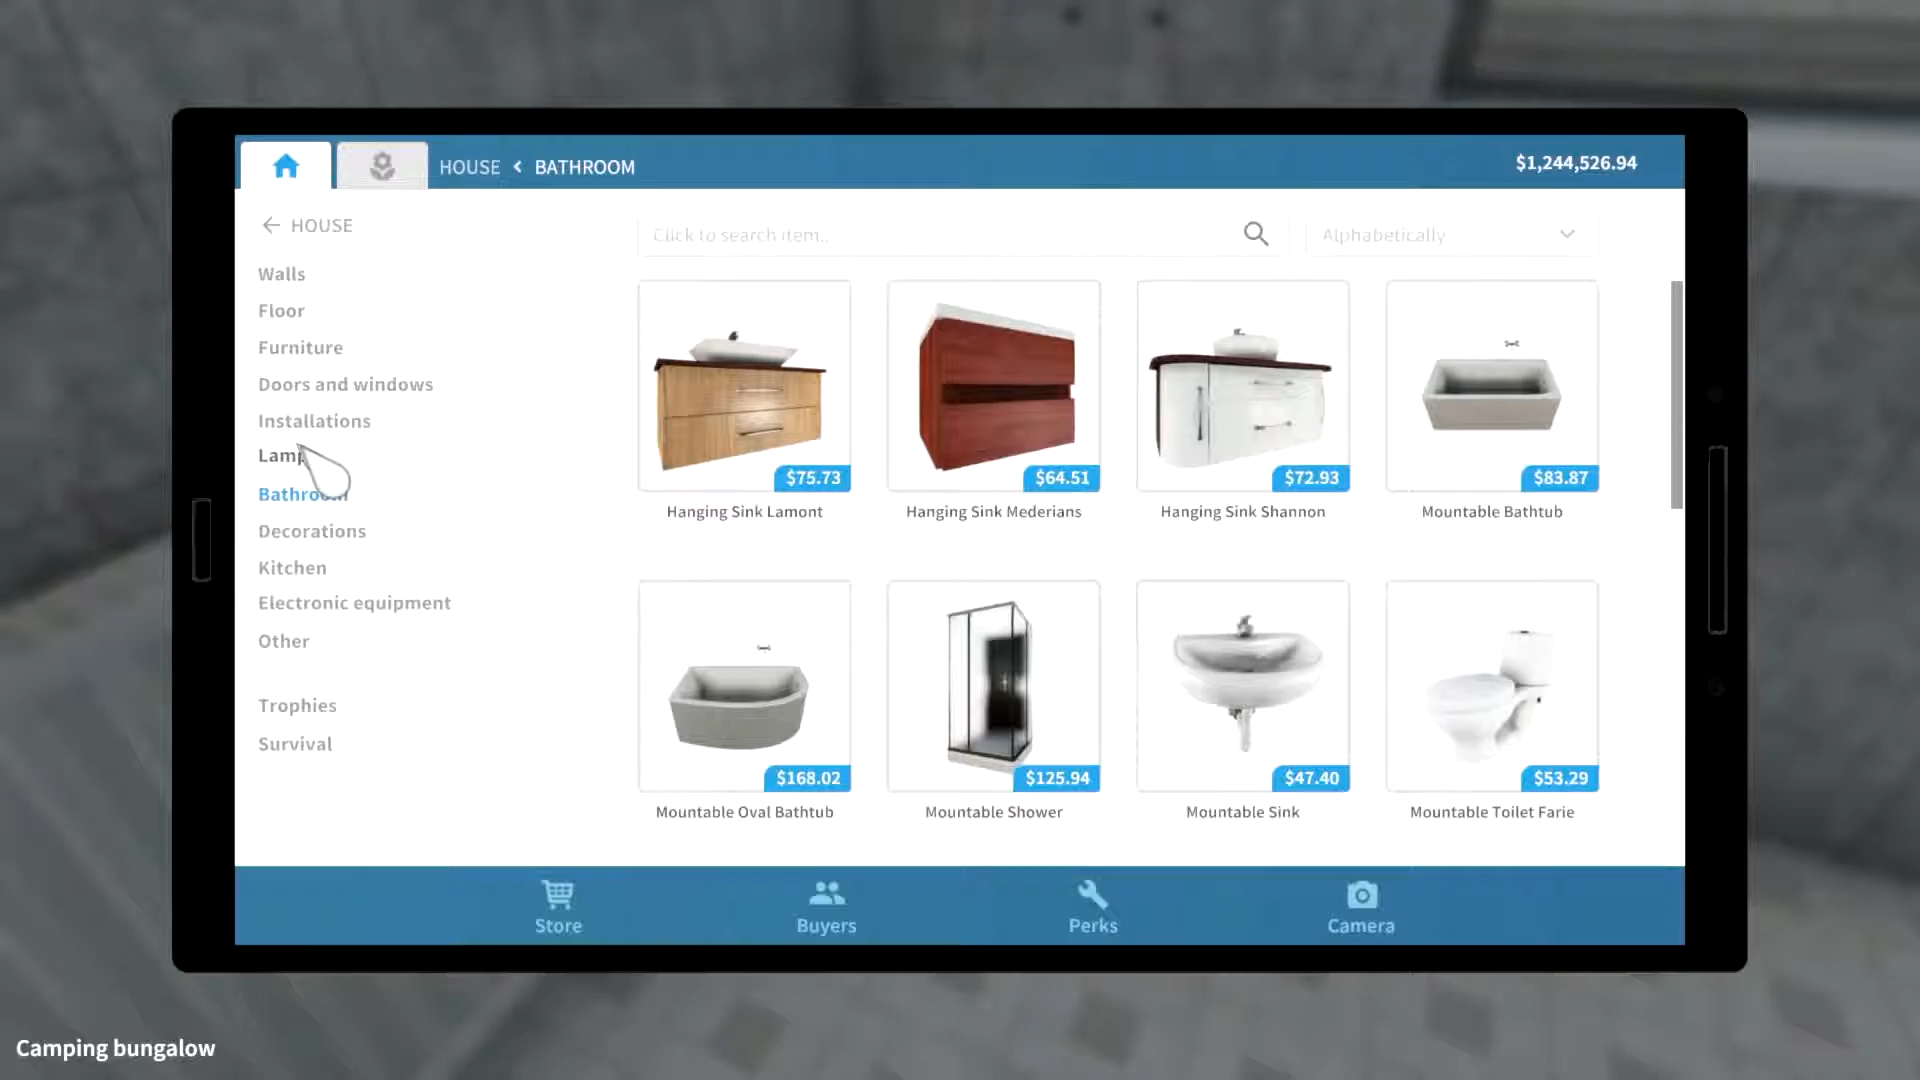 HOUSE < BATHROOM
$1,244,526.94
HOUSE
Click to search item..
Alphabetically
Walls
Floor
Furniture
Doors and windows
Installations
Lamp
Bathroom
Decorations
Kitchen
Electronic equipment
Other
Trophies
Survival
$75.73
$64.51
$72.93
$83.87
Hanging Sink Lamont
Hanging Sink Mederians
Hanging Sink Shannon
Mountable Bathtub
$168.02
$125.94
$47.40
$53.29
Mountable Oval Bathtub
Mountable Shower
Mountable Sink
Mountable Toilet Farie
Store
Buyers
Perks
Camera
Camping bungalow